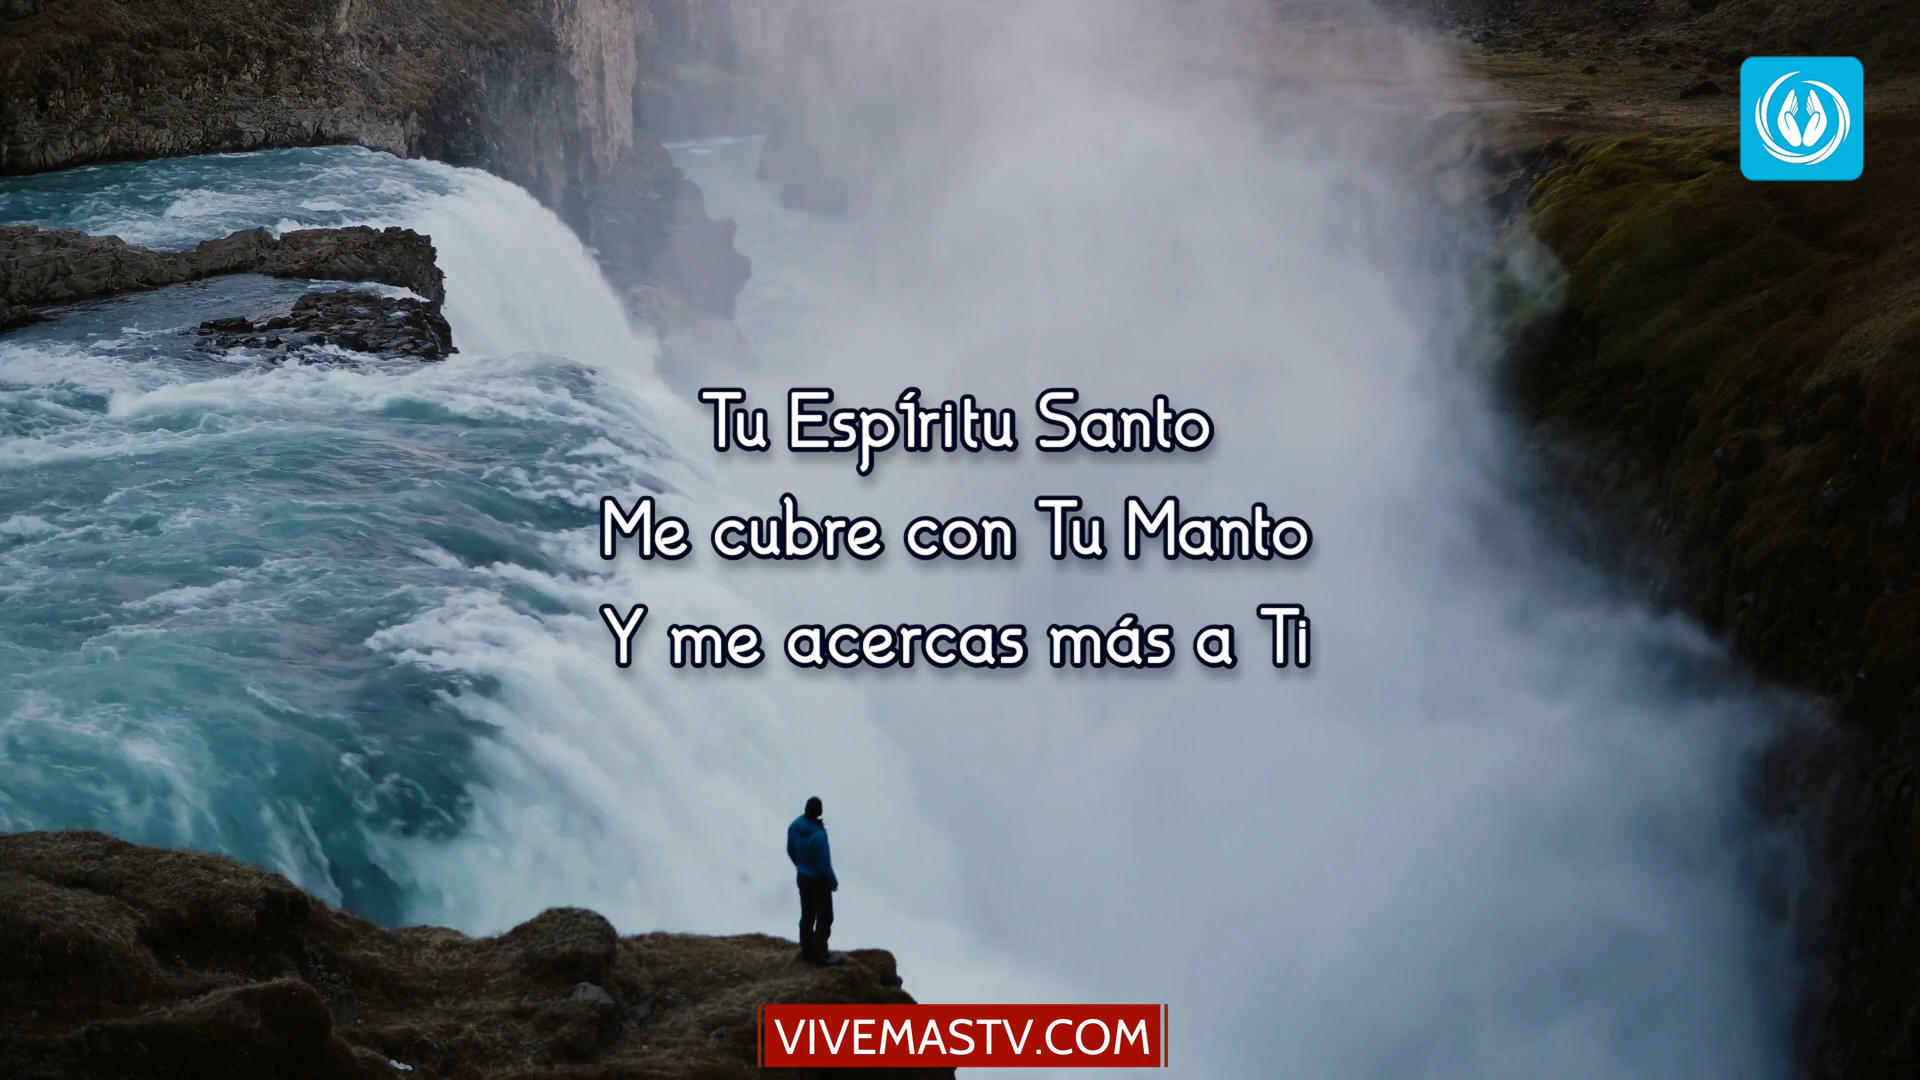 Tu Espíritu Santo
Me cubre con Tu Manto
Y me acercas más a Ti
VIVEMASTV.COM